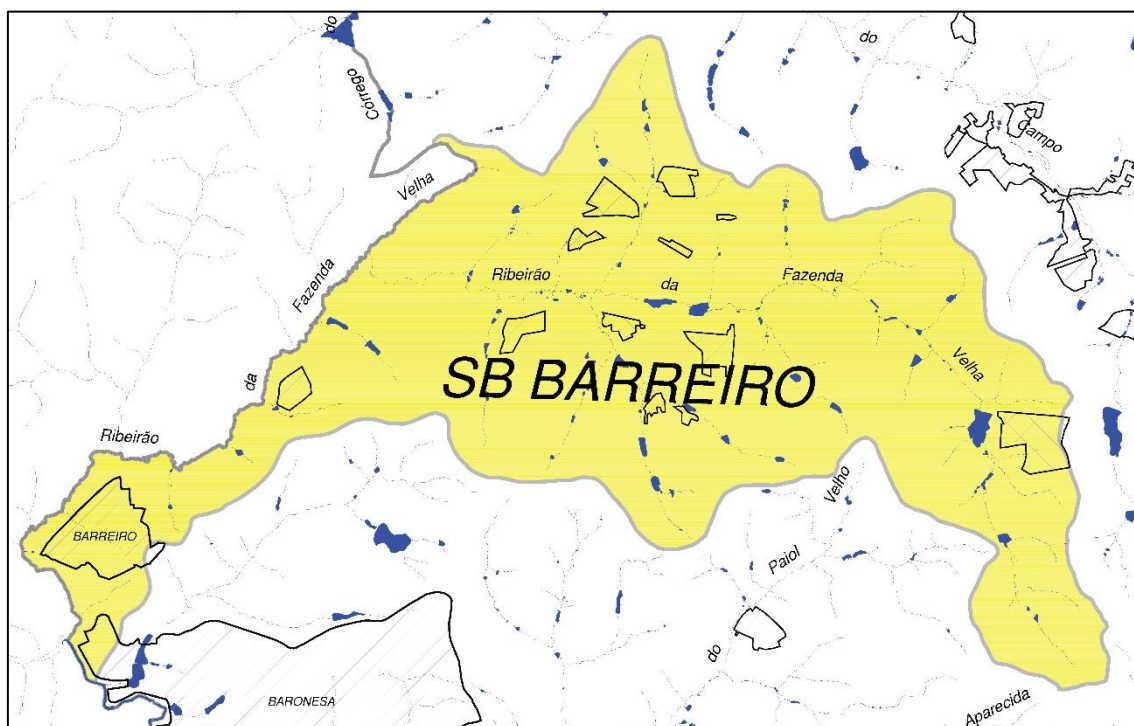 do
do
Córrego
Campo
Velha
Fazenda
Ribeirão
da
Fazenda
Velha
da
SB BARREIRO
Ribeirão
Velho
BARREIRO
Paiol
do
BARONESA
Aparecida